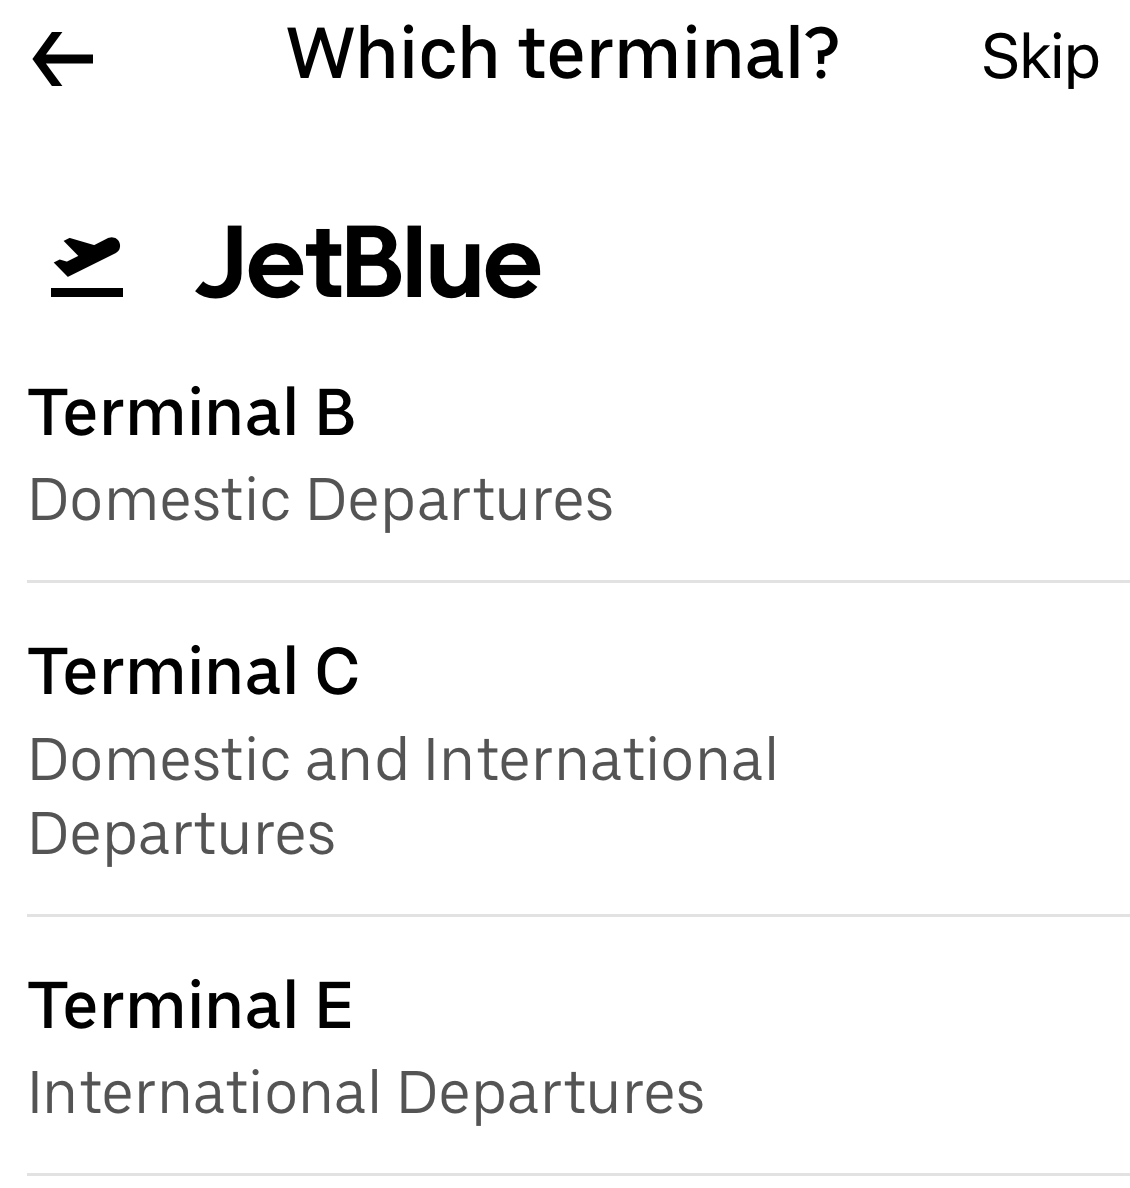 Which terminal?
Skip
JetBlue
Terminal B
Domestic Departures
Terminal C
Domestic and International
Departures
Terminal E
International Departures